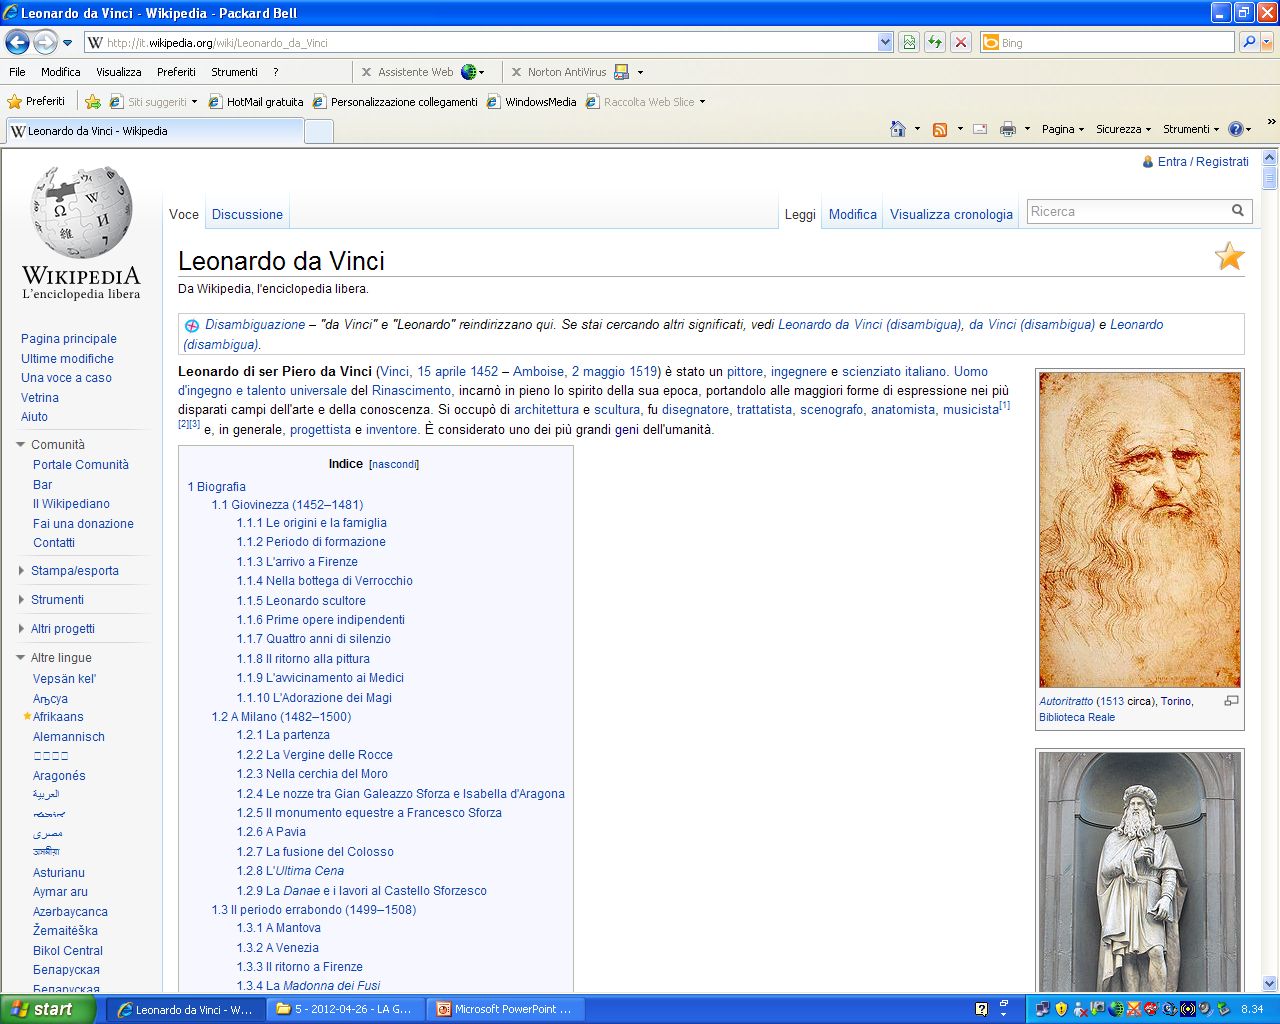 Leonardo da Vinci - Wikipedia - Packard Bell
http://it.wikipedia.org/wiki/Leonardo_da_Vinci
Bing
File Modifica Visualizza Preferiti Strumenti ? Assistente Web Norton AntiVirus
Preferiti Siti suggeriti HotMail gratuita Personalizzazione collegamenti WindowsMedia Raccolta Web Slice
Leonardo da Vinci - Wikipedia
Pagina Sicurezza Strumenti
Entra / Registrati
Voce Discussione Leggi Modifica Visualizza cronologia Ricerca
WIKIPEDIA
L'enciclopedia libera
Pagina principale
Ultime modifiche
Una voce a caso
Vetrina
Aiuto
Comunità
Portale Comunità
Bar
Il Wikipediano
Fai una donazione
Contatti
Stampa/esporta
Strumenti
Altri progetti
Altre lingue
Vepsän kel'
Аҧсуа
Afrikaans
Alemannisch
Aragonés
العربية
مصرى
অসমীয়া
Asturianu
Aymar aru
Azərbaycanca
Žemaitėška
Bikol Central
Беларуская
Беларуская
Leonardo da Vinci
Da Wikipedia, l'enciclopedia libera.
Disambiguazione – "da Vinci" e "Leonardo" reindirizzano qui. Se stai cercando altri significati, vedi Leonardo da Vinci (disambigua), da Vinci (disambigua) e Leonardo
(disambigua).
Leonardo di ser Piero da Vinci (Vinci, 15 aprile 1452 – Amboise, 2 maggio 1519) è stato un pittore, ingegnere e scienziato italiano. Uomo
d'ingegno e talento universale del Rinascimento, incarnò in pieno lo spirito della sua epoca, portandolo alle maggiori forme di espressione nei più
disparati campi dell'arte e della conoscenza. Si occupò di architettura e scultura, fu disegnatore, trattatista, scenografo, anatomista, musicista[1]
[2][3] e, in generale, progettista e inventore. È considerato uno dei più grandi geni dell'umanità.
Indice [nascondi]
1 Biografia
1.1 Giovinezza (1452–1481)
1.1.1 Le origini e la famiglia
1.1.2 Periodo di formazione
1.1.3 L'arrivo a Firenze
1.1.4 Nella bottega di Verrocchio
1.1.5 Leonardo scultore
1.1.6 Prime opere indipendenti
1.1.7 Quattro anni di silenzio
1.1.8 Il ritorno alla pittura
1.1.9 L'avvicinamento ai Medici
1.1.10 L'Adorazione dei Magi
1.2 A Milano (1482–1500)
1.2.1 La partenza
1.2.2 La Vergine delle Rocce
1.2.3 Nella cerchia del Moro
1.2.4 Le nozze tra Gian Galeazzo Sforza e Isabella d'Aragona
1.2.5 Il monumento equestre a Francesco Sforza
1.2.6 A Pavia
1.2.7 La fusione del Colosso
1.2.8 L'Ultima Cena
1.2.9 La Danae e i lavori al Castello Sforzesco
1.3 Il periodo errabondo (1499–1508)
1.3.1 A Mantova
1.3.2 A Venezia
1.3.3 Il ritorno a Firenze
1.3.4 La Madonna dei Fusi
Autoritratto (1513 circa), Torino,
Biblioteca Reale
start Leonardo da Vinci - W... 5 - 2012-04-26 - LA G... Microsoft PowerPoint ... 8.34